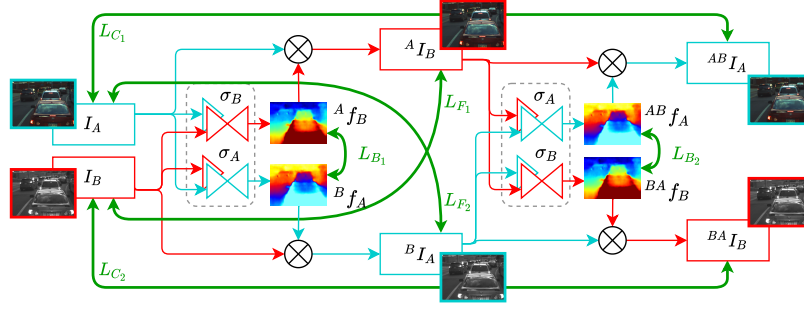 L_{C_1}
^{A}I_B
^{AB}I_A
σ_B
σ_A
I_A
^{A}f_B
L_{F_1}
^{AB}f_A
L_{B_1}
L_{B_2}
I_B
σ_A
σ_B
^{B}f_A
L_{F_2}
^{BA}f_B
L_{C_2}
^{B}I_A
^{BA}I_B